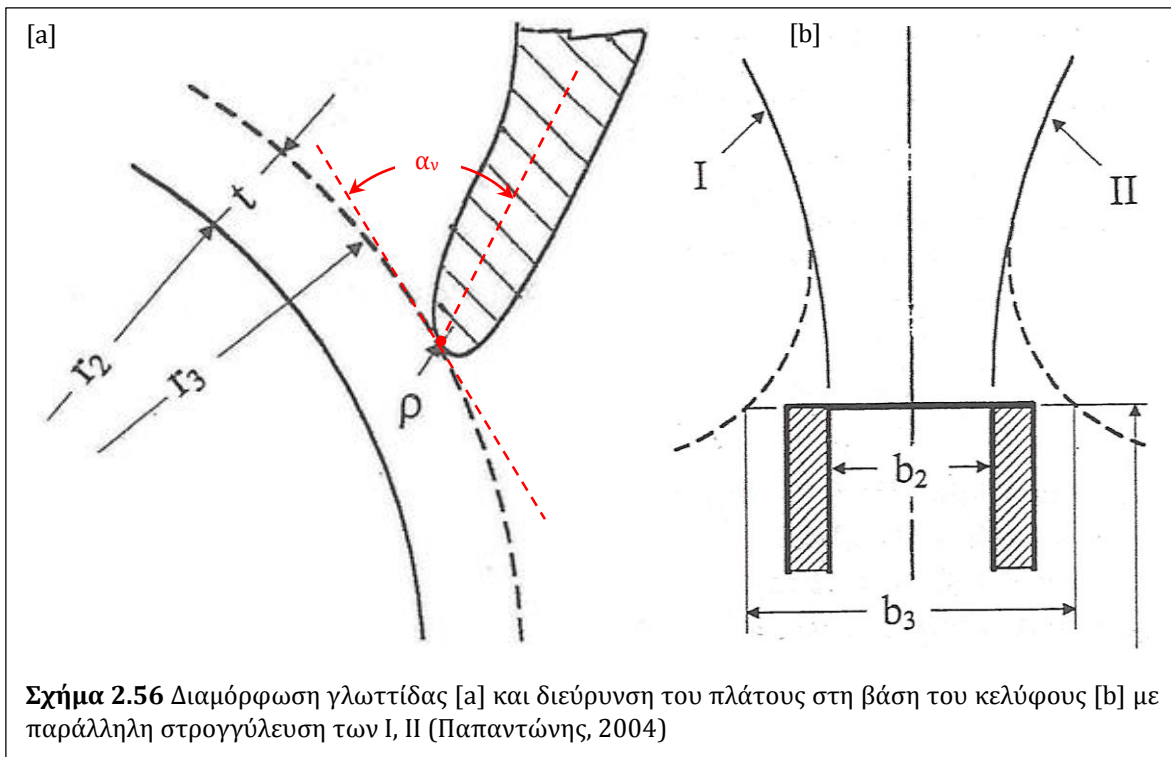 [a]
[b]
αν
t
r2
r3
ρ
I
II
b2
b3
Σχήμα 2.56 Διαμόρφωση γλωττίδας [a] και διεύρυνση του πλάτους στη βάση του κελύφους [b] με
παράλληλη στρογγύλευση των I, II (Παπαντώνης, 2004)